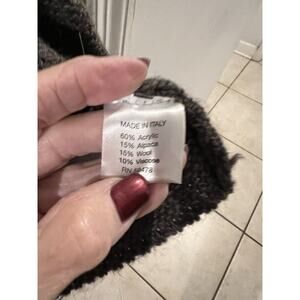 MADE IN ITALY
60% Acrylic
15% Alpaca
15% Wool
10% Viscose